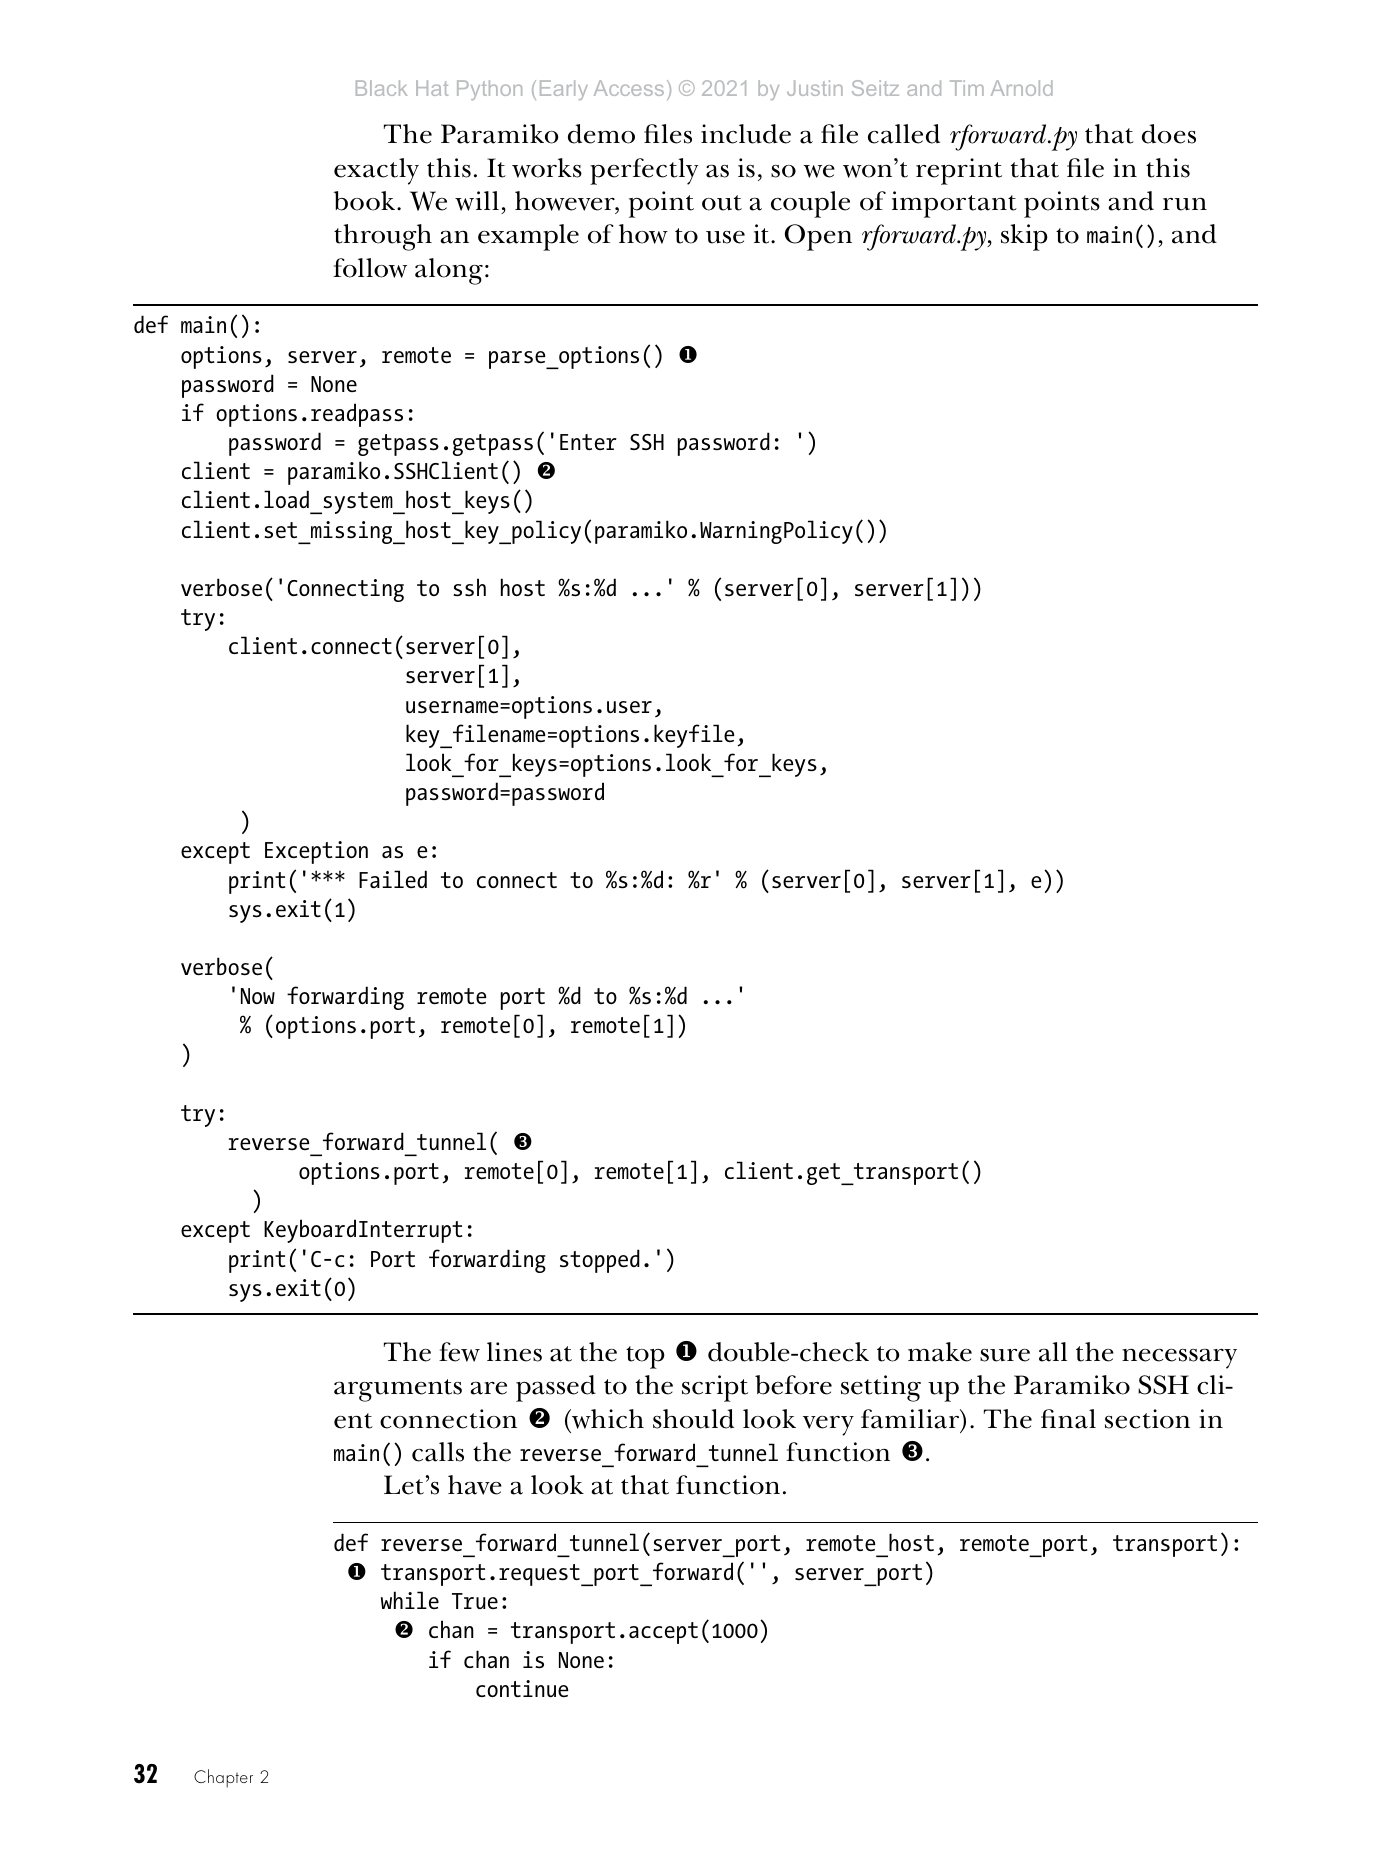 Black Hat Python (Early Access) © 2021 by Justin Seitz and Tim Arnold
The Paramiko demo files include a file called rforward.py that does
exactly this. It works perfectly as is, so we won’t reprint that file in this
book. We will, however, point out a couple of important points and run
through an example of how to use it. Open rforward.py, skip to main(), and
follow along:
def main():
    options, server, remote = parse_options() ❶
    password = None
    if options.readpass:
        password = getpass.getpass('Enter SSH password: ')
    client = paramiko.SSHClient() ❷
    client.load_system_host_keys()
    client.set_missing_host_key_policy(paramiko.WarningPolicy())

    verbose('Connecting to ssh host %s:%d ...' % (server[0], server[1]))
    try:
        client.connect(server[0],
                       server[1],
                       username=options.user,
                       key_filename=options.keyfile,
                       look_for_keys=options.look_for_keys,
                       password=password
         )
    except Exception as e:
        print('*** Failed to connect to %s:%d: %r' % (server[0], server[1], e))
        sys.exit(1)

    verbose(
        'Now forwarding remote port %d to %s:%d ...'
         % (options.port, remote[0], remote[1])
    )

    try:
        reverse_forward_tunnel( ❸
              options.port, remote[0], remote[1], client.get_transport()
          )
    except KeyboardInterrupt:
        print('C-c: Port forwarding stopped.')
        sys.exit(0)
The few lines at the top ❶ double-check to make sure all the necessary
arguments are passed to the script before setting up the Paramiko SSH cli-
ent connection ❷ (which should look very familiar). The final section in
main() calls the reverse_forward_tunnel function ❸.
Let’s have a look at that function.
def reverse_forward_tunnel(server_port, remote_host, remote_port, transport):
 ❶ transport.request_port_forward('', server_port)
    while True:
     ❷ chan = transport.accept(1000)
        if chan is None:
            continue
32 Chapter 2